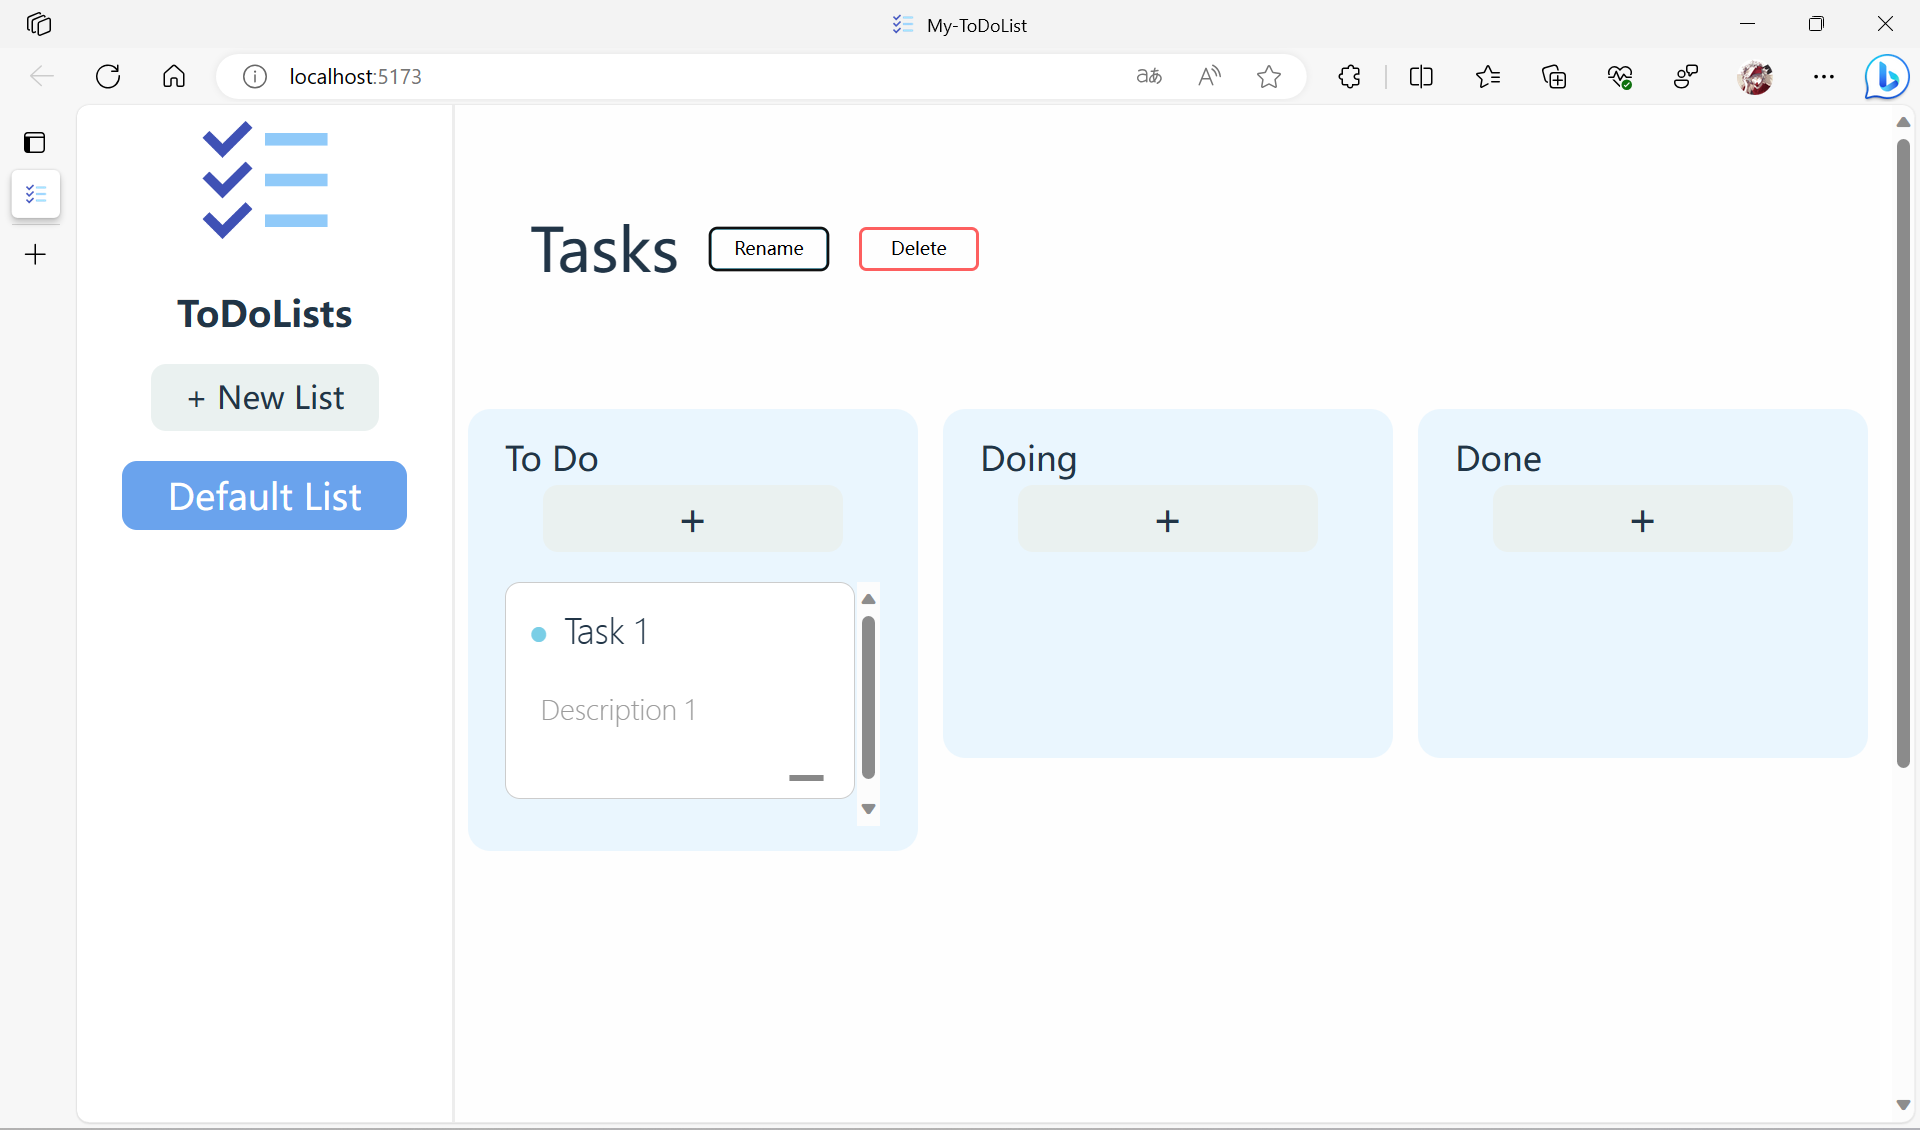 My-ToDoList
localhost:5173
ToDoLists
+ New List
Default List
Tasks
Rename
Delete
To Do
+
Task 1
Description 1
Doing
+
Done
+